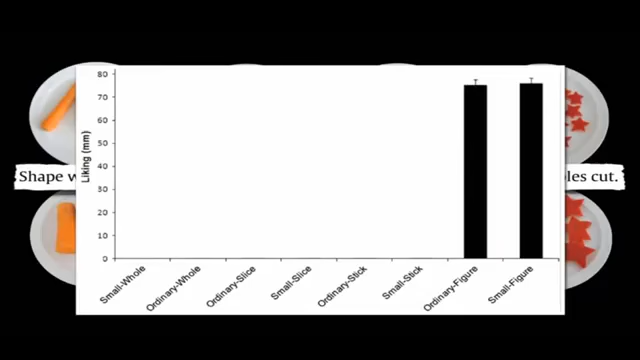 80
70
60
50
40
30
20
10
0
Liking (mm)
Shape w
les cut.
Small-Whole
Ordinary-Whole
Ordinary-Slice
Small-Slice
Ordinary-Stick
Small-Stick
Ordinary-Figure
Small-Figure